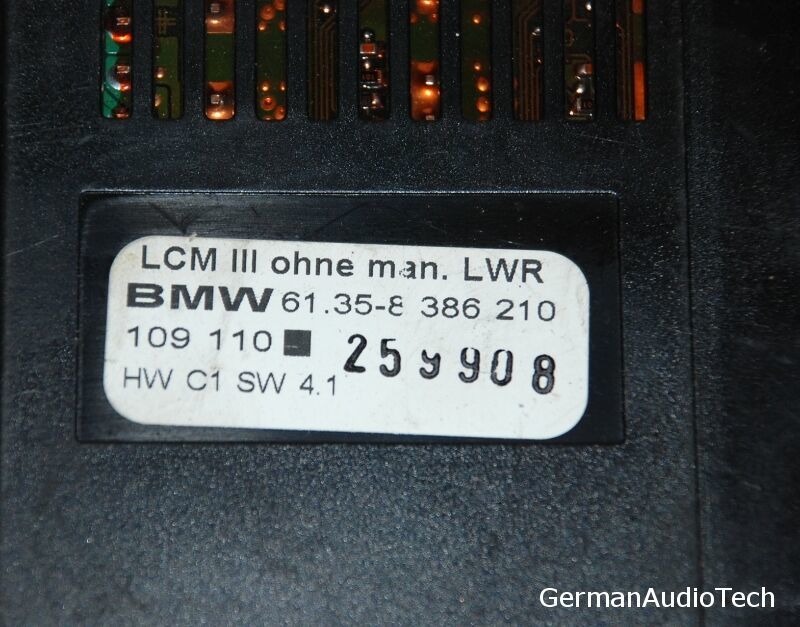 LCM III ohne man. LWR
BMW 61.35-8 386 210
109 110 259908
HW C1 SW 4.1
GermanAudioTech